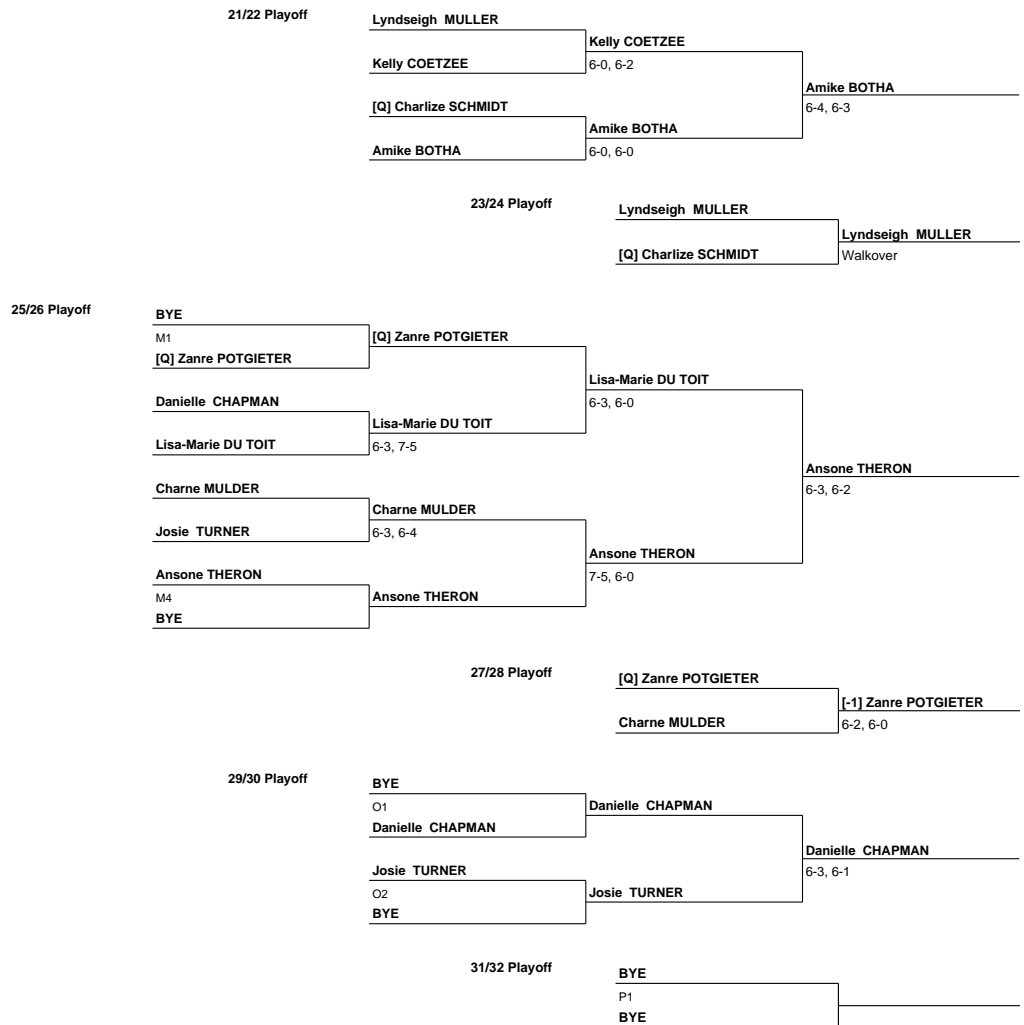 21/22 Playoff
Lyndseigh MULLER
Kelly COETZEE
Kelly COETZEE
6-0, 6-2
Amike BOTHA
6-4, 6-3
[Q] Charlize SCHMIDT
Amike BOTHA
Amike BOTHA
6-0, 6-0
23/24 Playoff
Lyndseigh MULLER
Lyndseigh MULLER
[Q] Charlize SCHMIDT
Walkover
25/26 Playoff
BYE
M1
[Q] Zanre POTGIETER
[Q] Zanre POTGIETER
Lisa-Marie DU TOIT
6-3, 6-0
Danielle CHAPMAN
Lisa-Marie DU TOIT
Lisa-Marie DU TOIT
6-3, 7-5
Ansone THERON
6-3, 6-2
Charne MULDER
Charne MULDER
Josie TURNER
6-3, 6-4
Ansone THERON
7-5, 6-0
Ansone THERON
M4
Ansone THERON
BYE
27/28 Playoff
[Q] Zanre POTGIETER
[-1] Zanre POTGIETER
Charne MULDER
6-2, 6-0
29/30 Playoff
BYE
O1
Danielle CHAPMAN
Danielle CHAPMAN
Danielle CHAPMAN
6-3, 6-1
Josie TURNER
O2
Josie TURNER
BYE
31/32 Playoff
BYE
P1
BYE